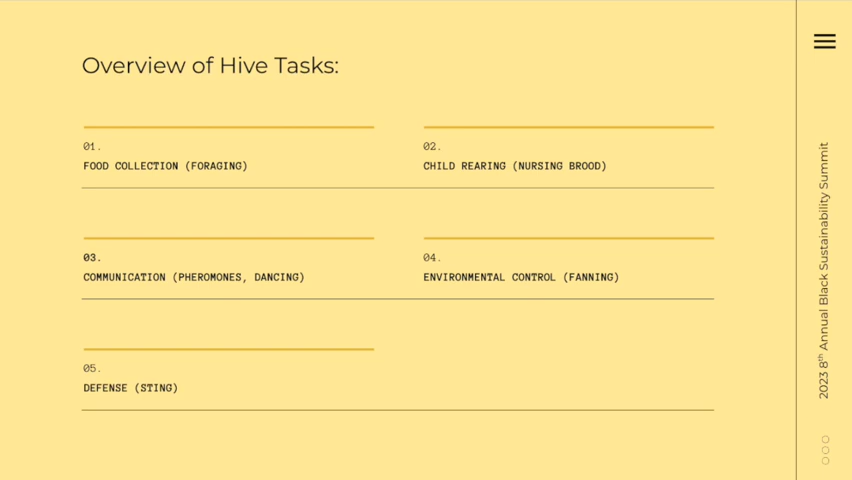 Overview of Hive Tasks:
01.
FOOD COLLECTION (FORAGING)
02.
CHILD REARING (NURSING BROOD)
03.
COMMUNICATION (PHEROMONES, DANCING)
04.
ENVIRONMENTAL CONTROL (FANNING)
05.
DEFENSE (STING)
2023 8th Annual Black Sustainability Summit